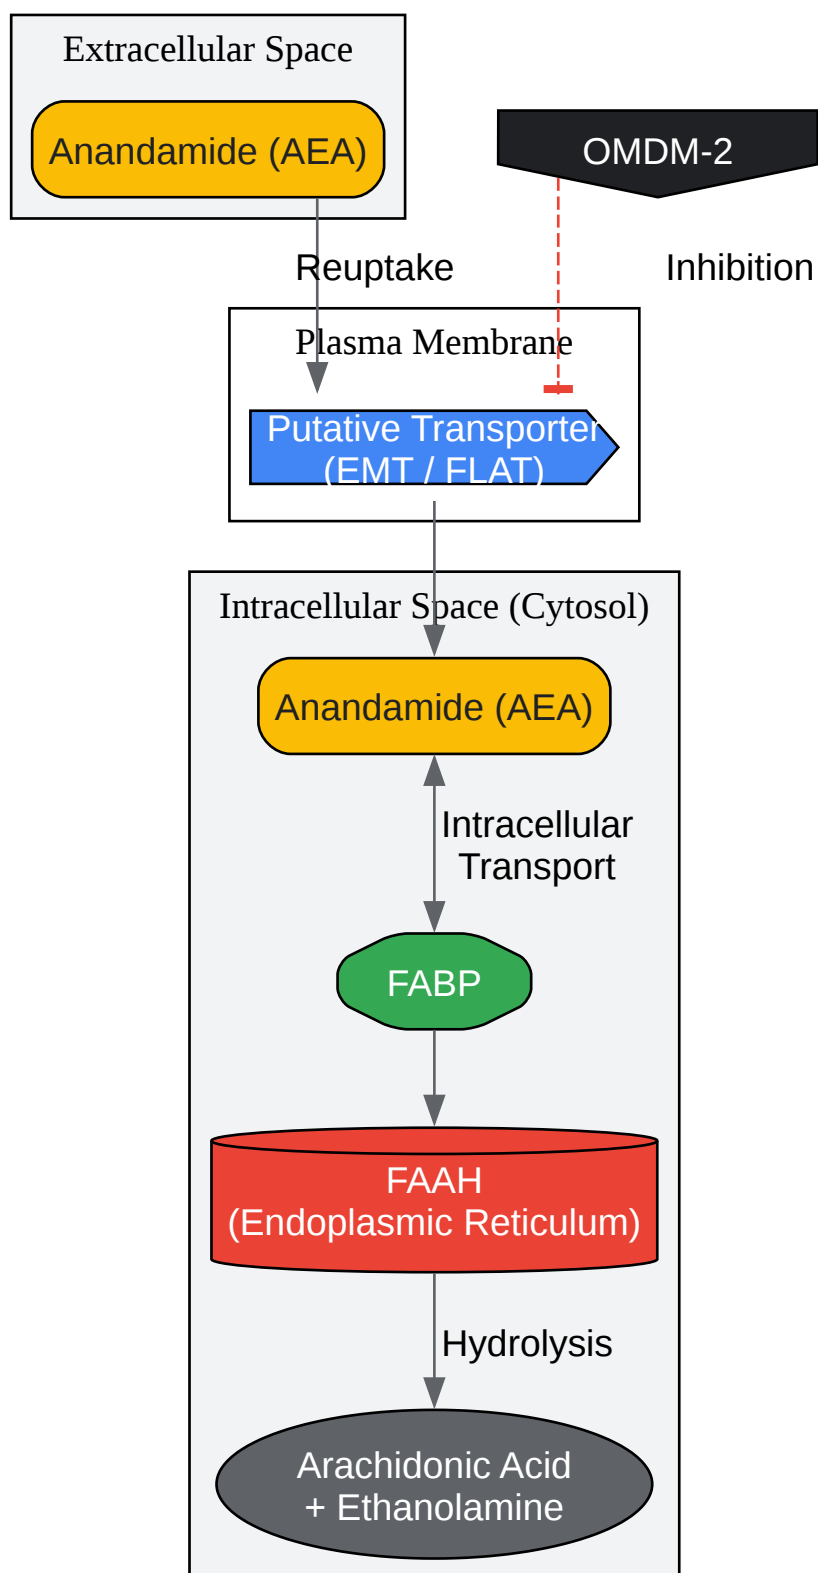 Extracellular Space
Anandamide (AEA)
OMDM-2
Reuptake
Inhibition
Plasma Membrane
Putative Transporter
(EMT / FLAT)
Intracellular Space (Cytosol)
Anandamide (AEA)
Intracellular
Transport
FABP
FAAH
(Endoplasmic Reticulum)
Hydrolysis
Arachidonic Acid
+ Ethanolamine